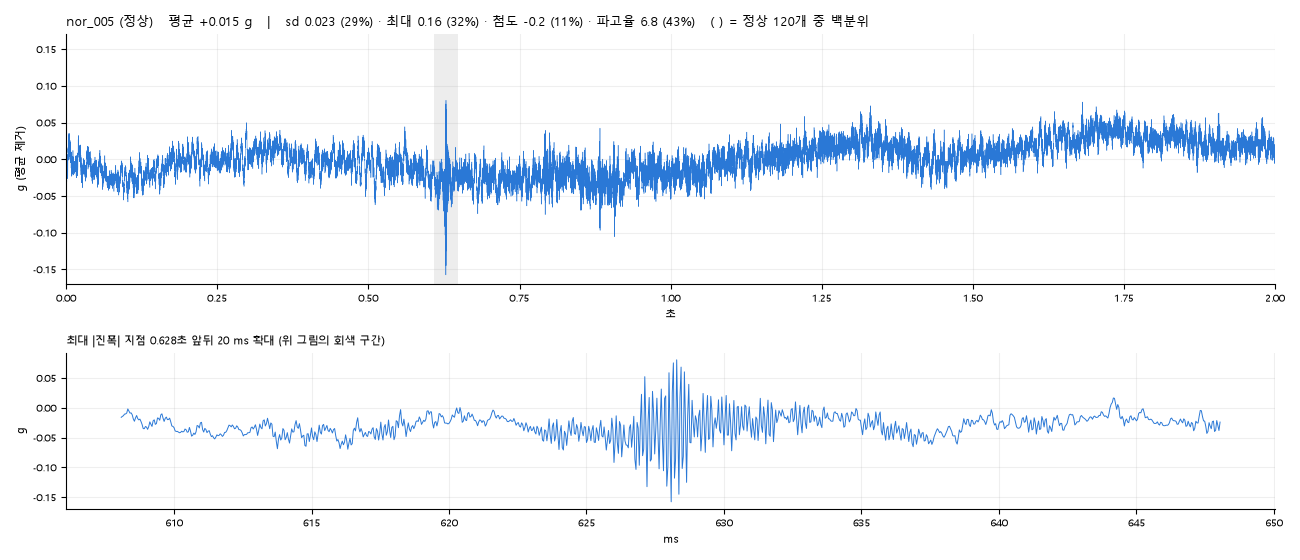 nor_005 (정상) 평균 +0.015 g | sd 0.023 (29%) · 최대 0.16 (32%) · 첨도 -0.2 (11%) · 파고율 6.8 (43%) ( ) = 정상 120개 중 백분위
0.15
0.10
0.05
0.00
-0.05
-0.10
-0.15
g (평균 제거)
0.00 0.25 0.50 0.75 1.00 1.25 1.50 1.75 2.00
초
최대 |진폭| 지점 0.628초 앞뒤 20 ms 확대 (위 그림의 회색 구간)
0.05
0.00
-0.05
-0.10
-0.15
g
610 615 620 625 630 635 640 645 650
ms